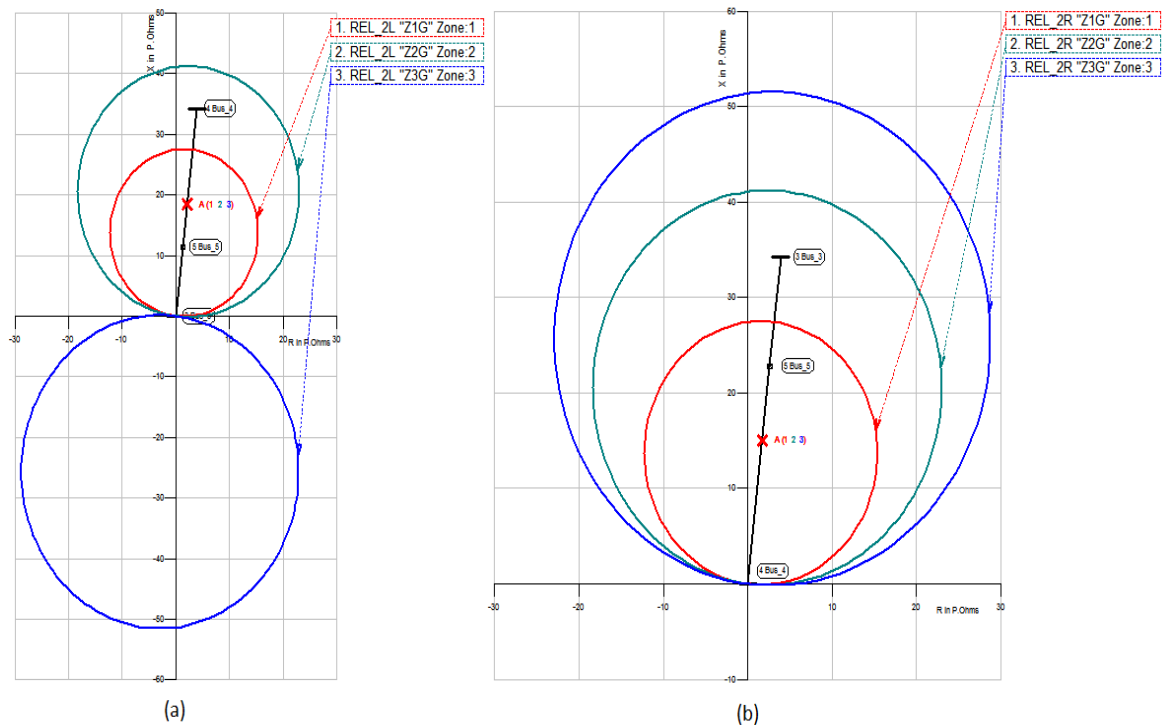 X in P.Ohms
1. REL_2L "Z1G" Zone:1
2. REL_2L "Z2G" Zone:2
3. REL_2L "Z3G" Zone:3
50
40
4 Bus_4
30
20
A (1 2 3)
5 Bus_5
10
-30
-20
-10
10
20
30
R in P.Ohms
-10
-20
-30
-40
-50
-60
(a)
X in P.Ohms
1. REL_2R "Z1G" Zone:1
2. REL_2R "Z2G" Zone:2
3. REL_2R "Z3G" Zone:3
60
50
40
3 Bus_3
30
5 Bus_5
20
A (1 2 3)
10
4 Bus_4
-30
-20
-10
0
10
20
30
R in P.Ohms
-10
(b)